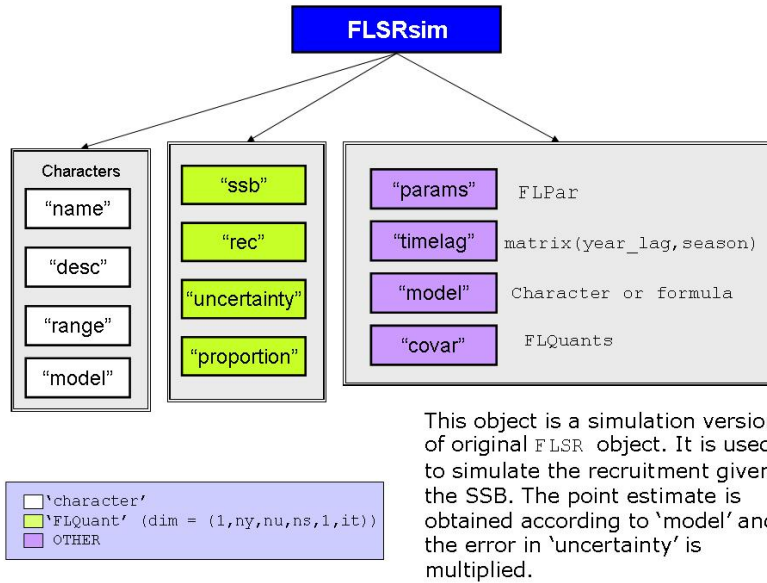 FLSRsim
Characters
“name”
“desc”
“range”
“model”
“ssb”
“rec”
“uncertainty”
“proportion”
“params” FLPar
“timelag” matrix(year_lag,season)
“model” Character or formula
“covar” FLQuants
This object is a simulation versio
of original FLSR object. It is used
to simulate the recruitment given
the SSB. The point estimate is
obtained according to ‘model’ and
the error in ‘uncertainty’ is
multiplied.
‘character’
‘FLQuant’ (dim = (1,ny,nu,ns,1,it))
OTHER